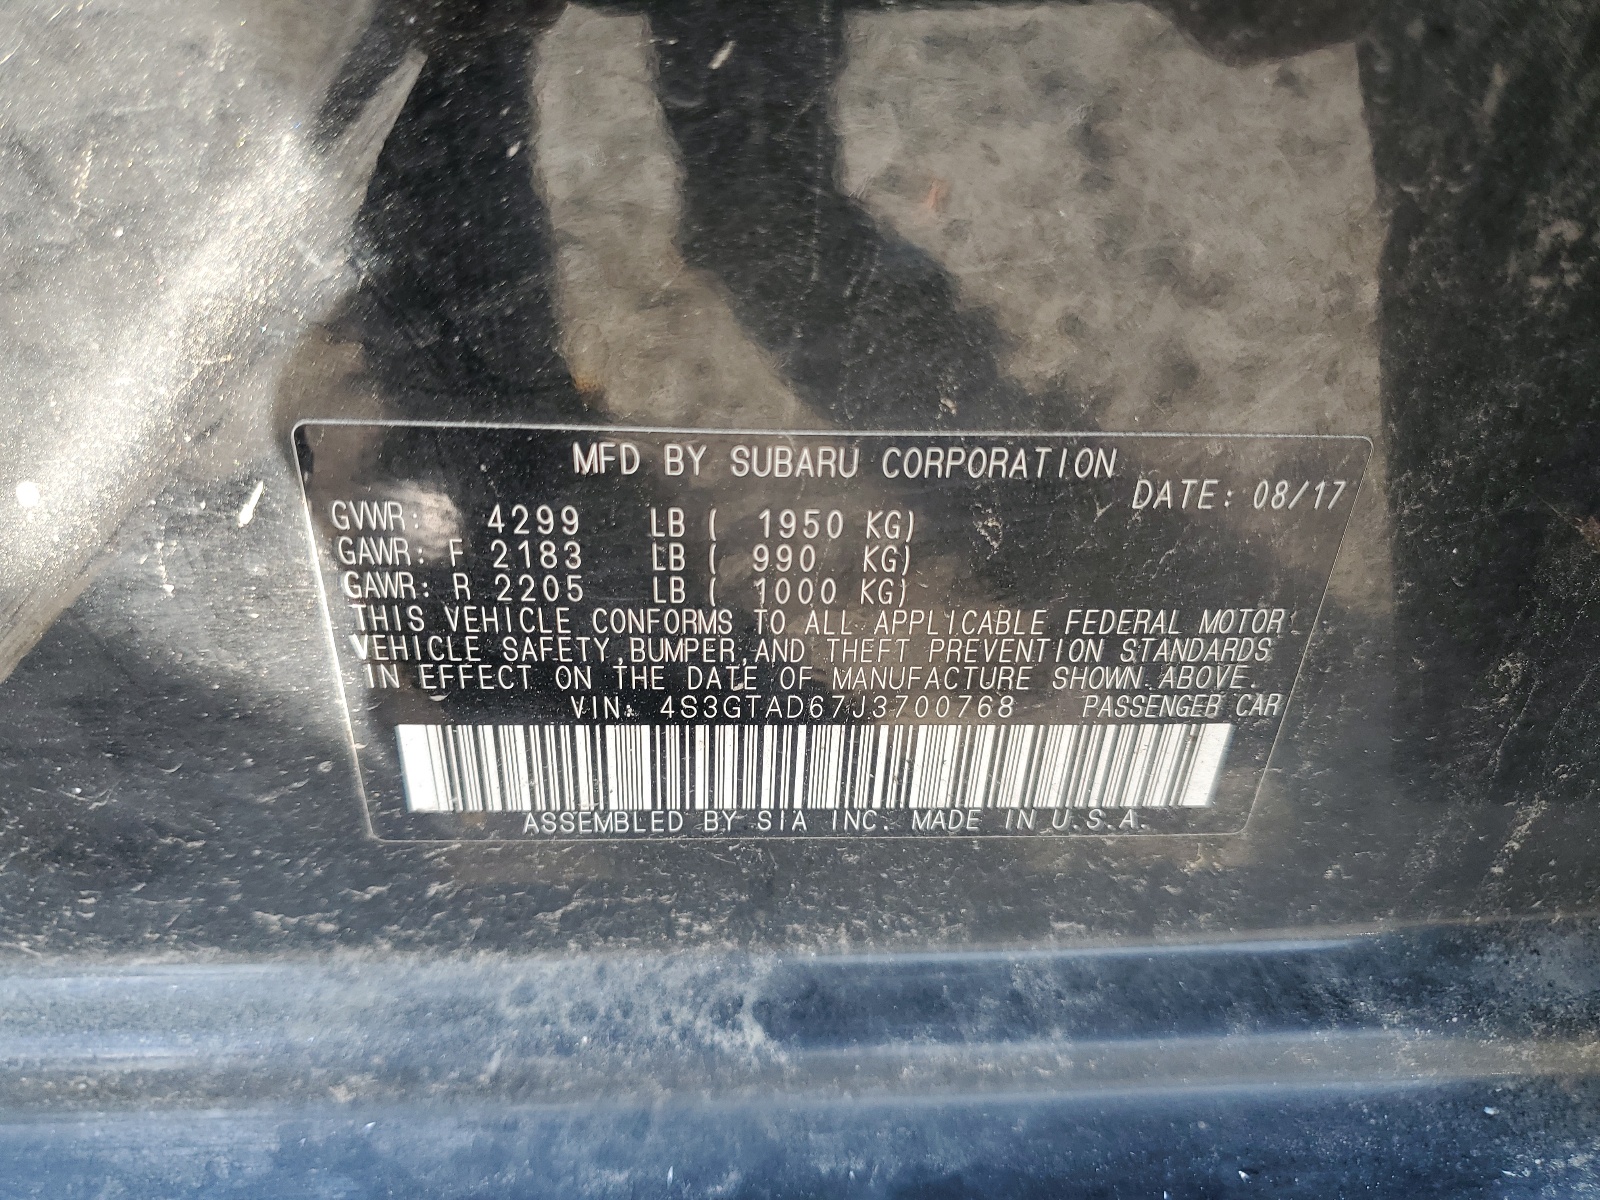 MFD BY SUBARU CORPORATION
DATE: 08/17
GVWR: 4299 LB ( 1950 KG)
GAWR: F 2183 LB ( 990 KG)
GAWR: R 2205 LB ( 1000 KG)
THIS VEHICLE CONFORMS TO ALL APPLICABLE FEDERAL MOTOR
VEHICLE SAFETY, BUMPER, AND THEFT PREVENTION STANDARDS
IN EFFECT ON THE DATE OF MANUFACTURE SHOWN ABOVE.
VIN: 4S3GTAD67J3700768 PASSENGER CAR
ASSEMBLED BY SIA INC. MADE IN U.S.A.